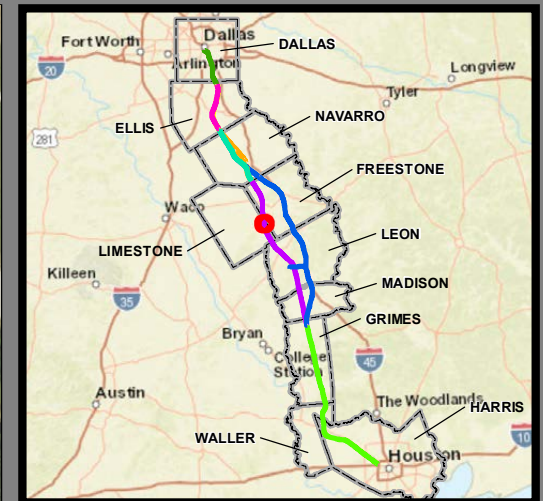 Dallas
DALLAS
Fort Worth
Arlington
20
Longview
Tyler
NAVARRO
ELLIS
281
FREESTONE
Waco
LEON
LIMESTONE
Killeen
MADISON
35
GRIMES
Bryan
College
Station
45
Austin
The Woodlands
HARRIS
WALLER
10
Houston